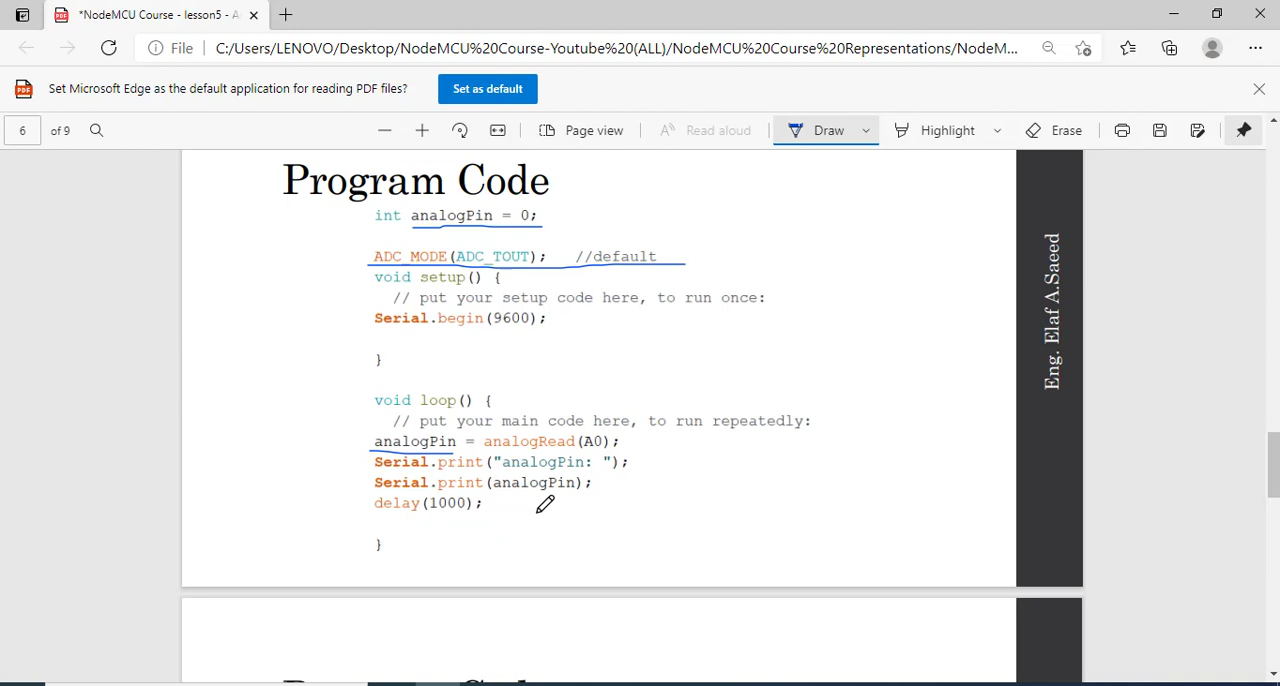 *NodeMCU Course - lesson5 - A
File
C:/Users/LENOVO/Desktop/NodeMCU%20Course-Youtube%20(ALL)/NodeMCU%20Course%20Representations/NodeM...
Set Microsoft Edge as the default application for reading PDF files?
Set as default
6 of 9
Page view
Read aloud
Draw
Highlight
Erase
Program Code
int analogPin = 0;
ADC_MODE(ADC_TOUT); //default
void setup() {
// put your setup code here, to run once:
Serial.begin(9600);
}
void loop() {
// put your main code here, to run repeatedly:
analogPin = analogRead(A0);
Serial.print("analogPin: ");
Serial.print(analogPin);
delay(1000);
}
Eng. Elaf A.Saeed